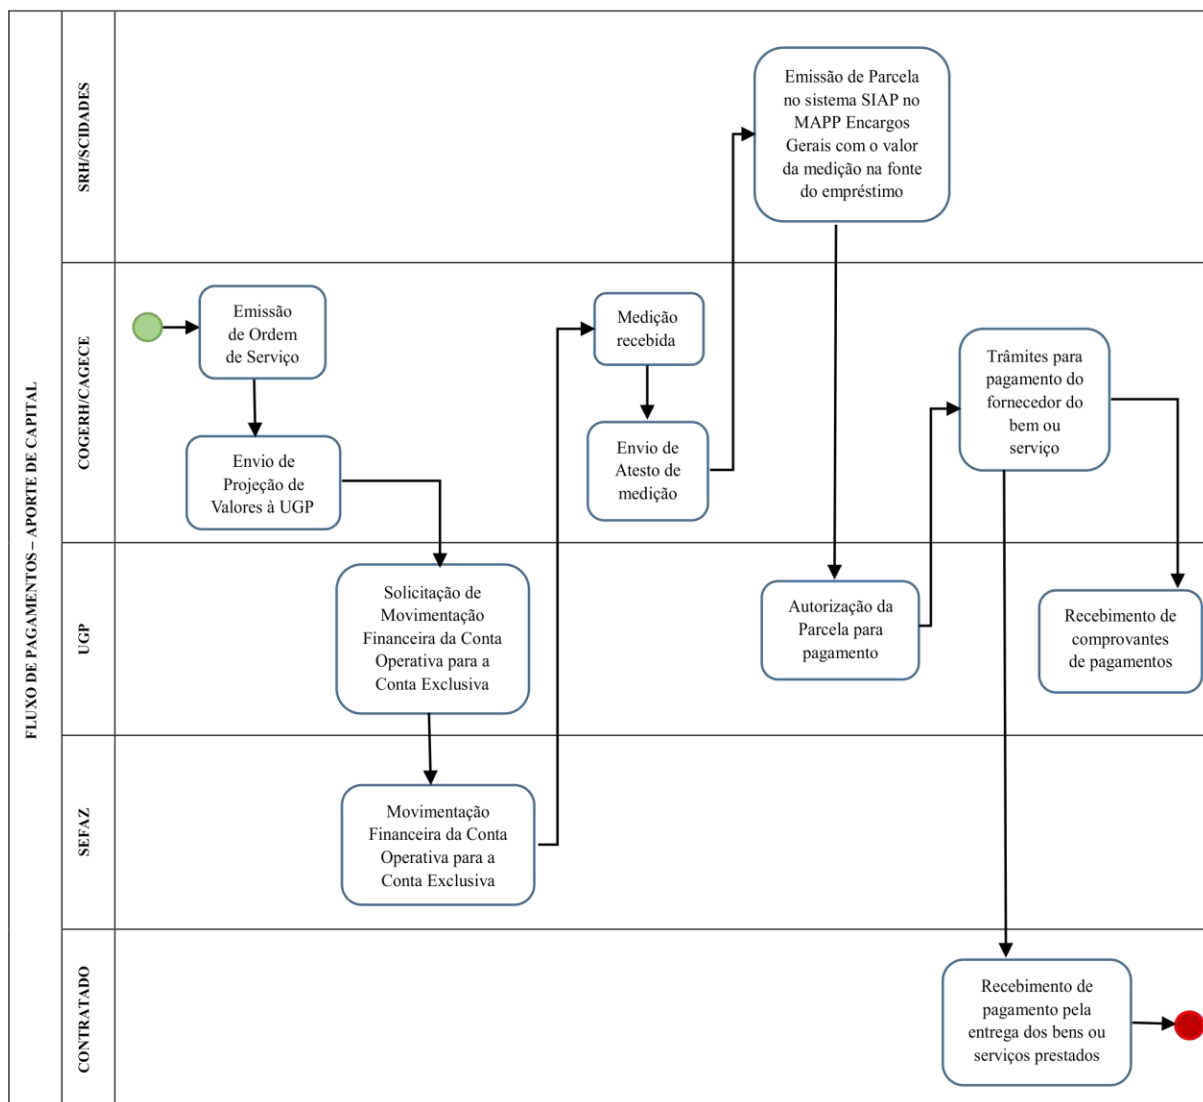 FLUXO DE PAGAMENTOS – APORTE DE CAPITAL
SRH/SCIDADES
Emissão de Parcela
no sistema SIAP no
MAPP Encargos
Gerais com o valor
da medição na fonte
do empréstimo
COGERH/CAGECE
Emissão
de Ordem
de Serviço
Envio de
Projeção de
Valores à UGP
Medição
recebida
Envio de
Atesto de
medição
Trâmites para
pagamento do
fornecedor do
bem ou
serviço
UGP
Solicitação de
Movimentação
Financeira da Conta
Operativa para a
Conta Exclusiva
Autorização da
Parcela para
pagamento
Recebimento de
comprovantes
de pagamentos
SEFAZ
Movimentação
Financeira da Conta
Operativa para a
Conta Exclusiva
CONTRATADO
Recebimento de
pagamento pela
entrega dos bens ou
serviços prestados